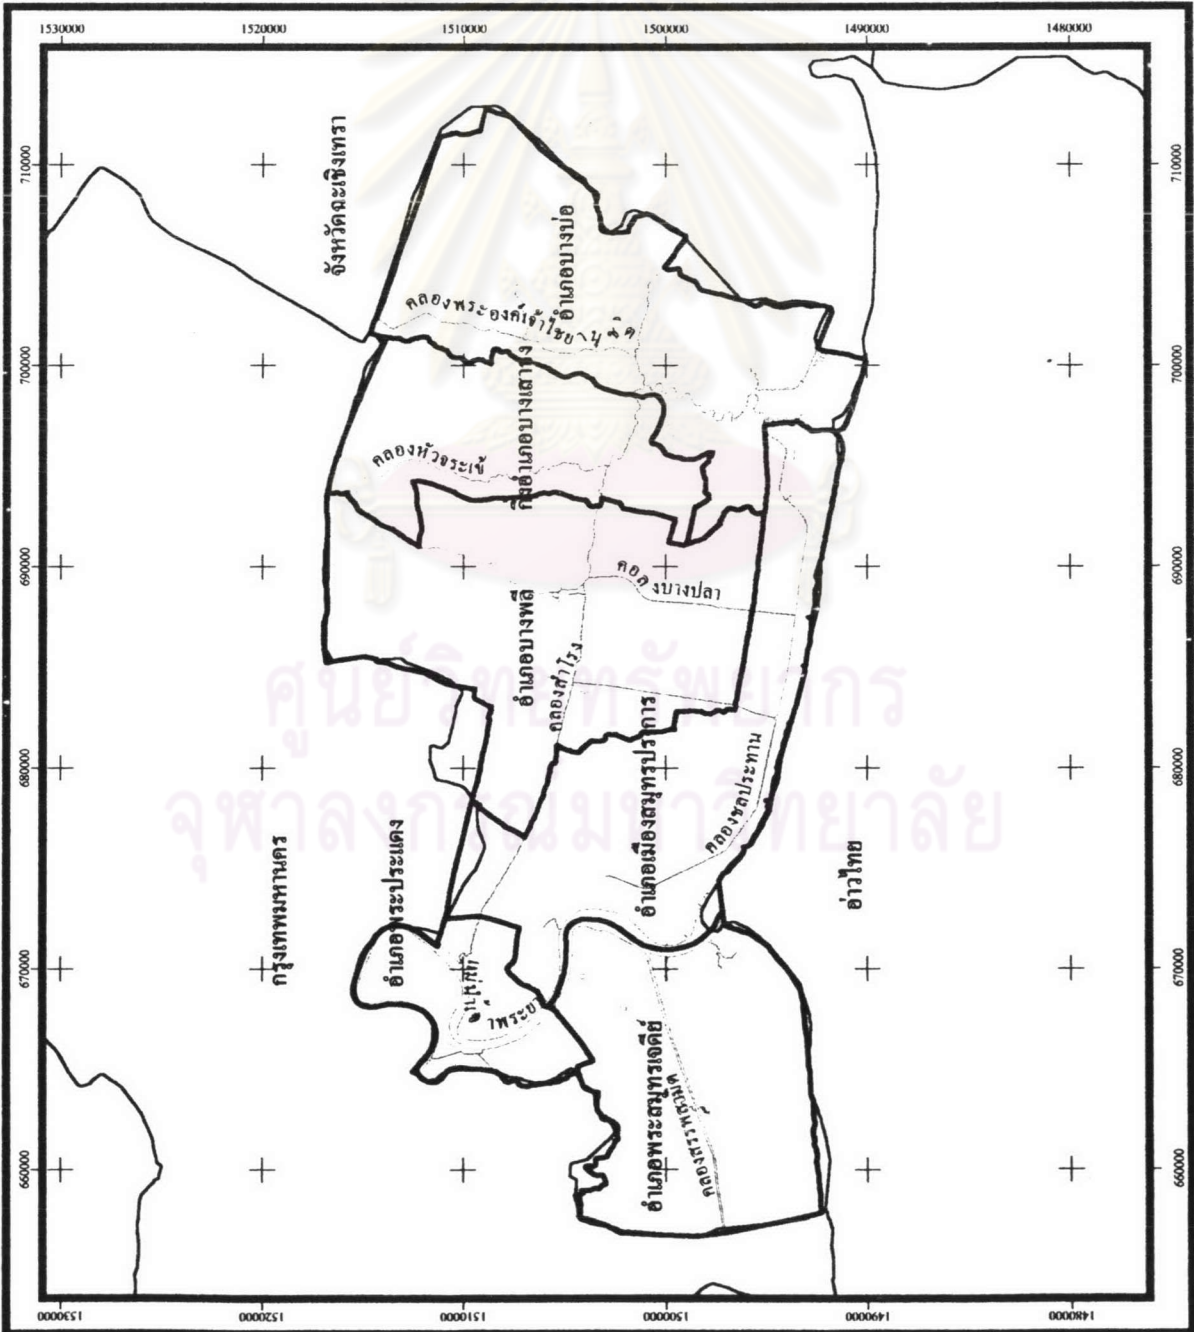 1530000 1520000 1510000 1500000 1490000 1480000
710000
700000
690000
680000
670000
660000
710000
700000
690000
680000
670000
660000
จังหวัดฉะเชิงเทรา
กรุงเทพมหานคร
อ่าวไทย
อำเภอบางบ่อ
กิ่งอำเภอบางเสาธง
อำเภอบางพลี
อำเภอเมืองสมุทรปราการ
อำเภอพระประแดง
อำเภอพระสมุทรเจดีย์
คลองพระองค์เจ้าไชยานุชิต
คลองหัวจระเข้
คลองบางปลา
คลองสำโรง
คลองชลประทาน
คลองสรรพสามิต
ศูนย์วิทยทรัพยากร
จุฬาลงกรณ์มหาวิทยาลัย
1530000 1520000 1510000 1500000 1490000 1480000